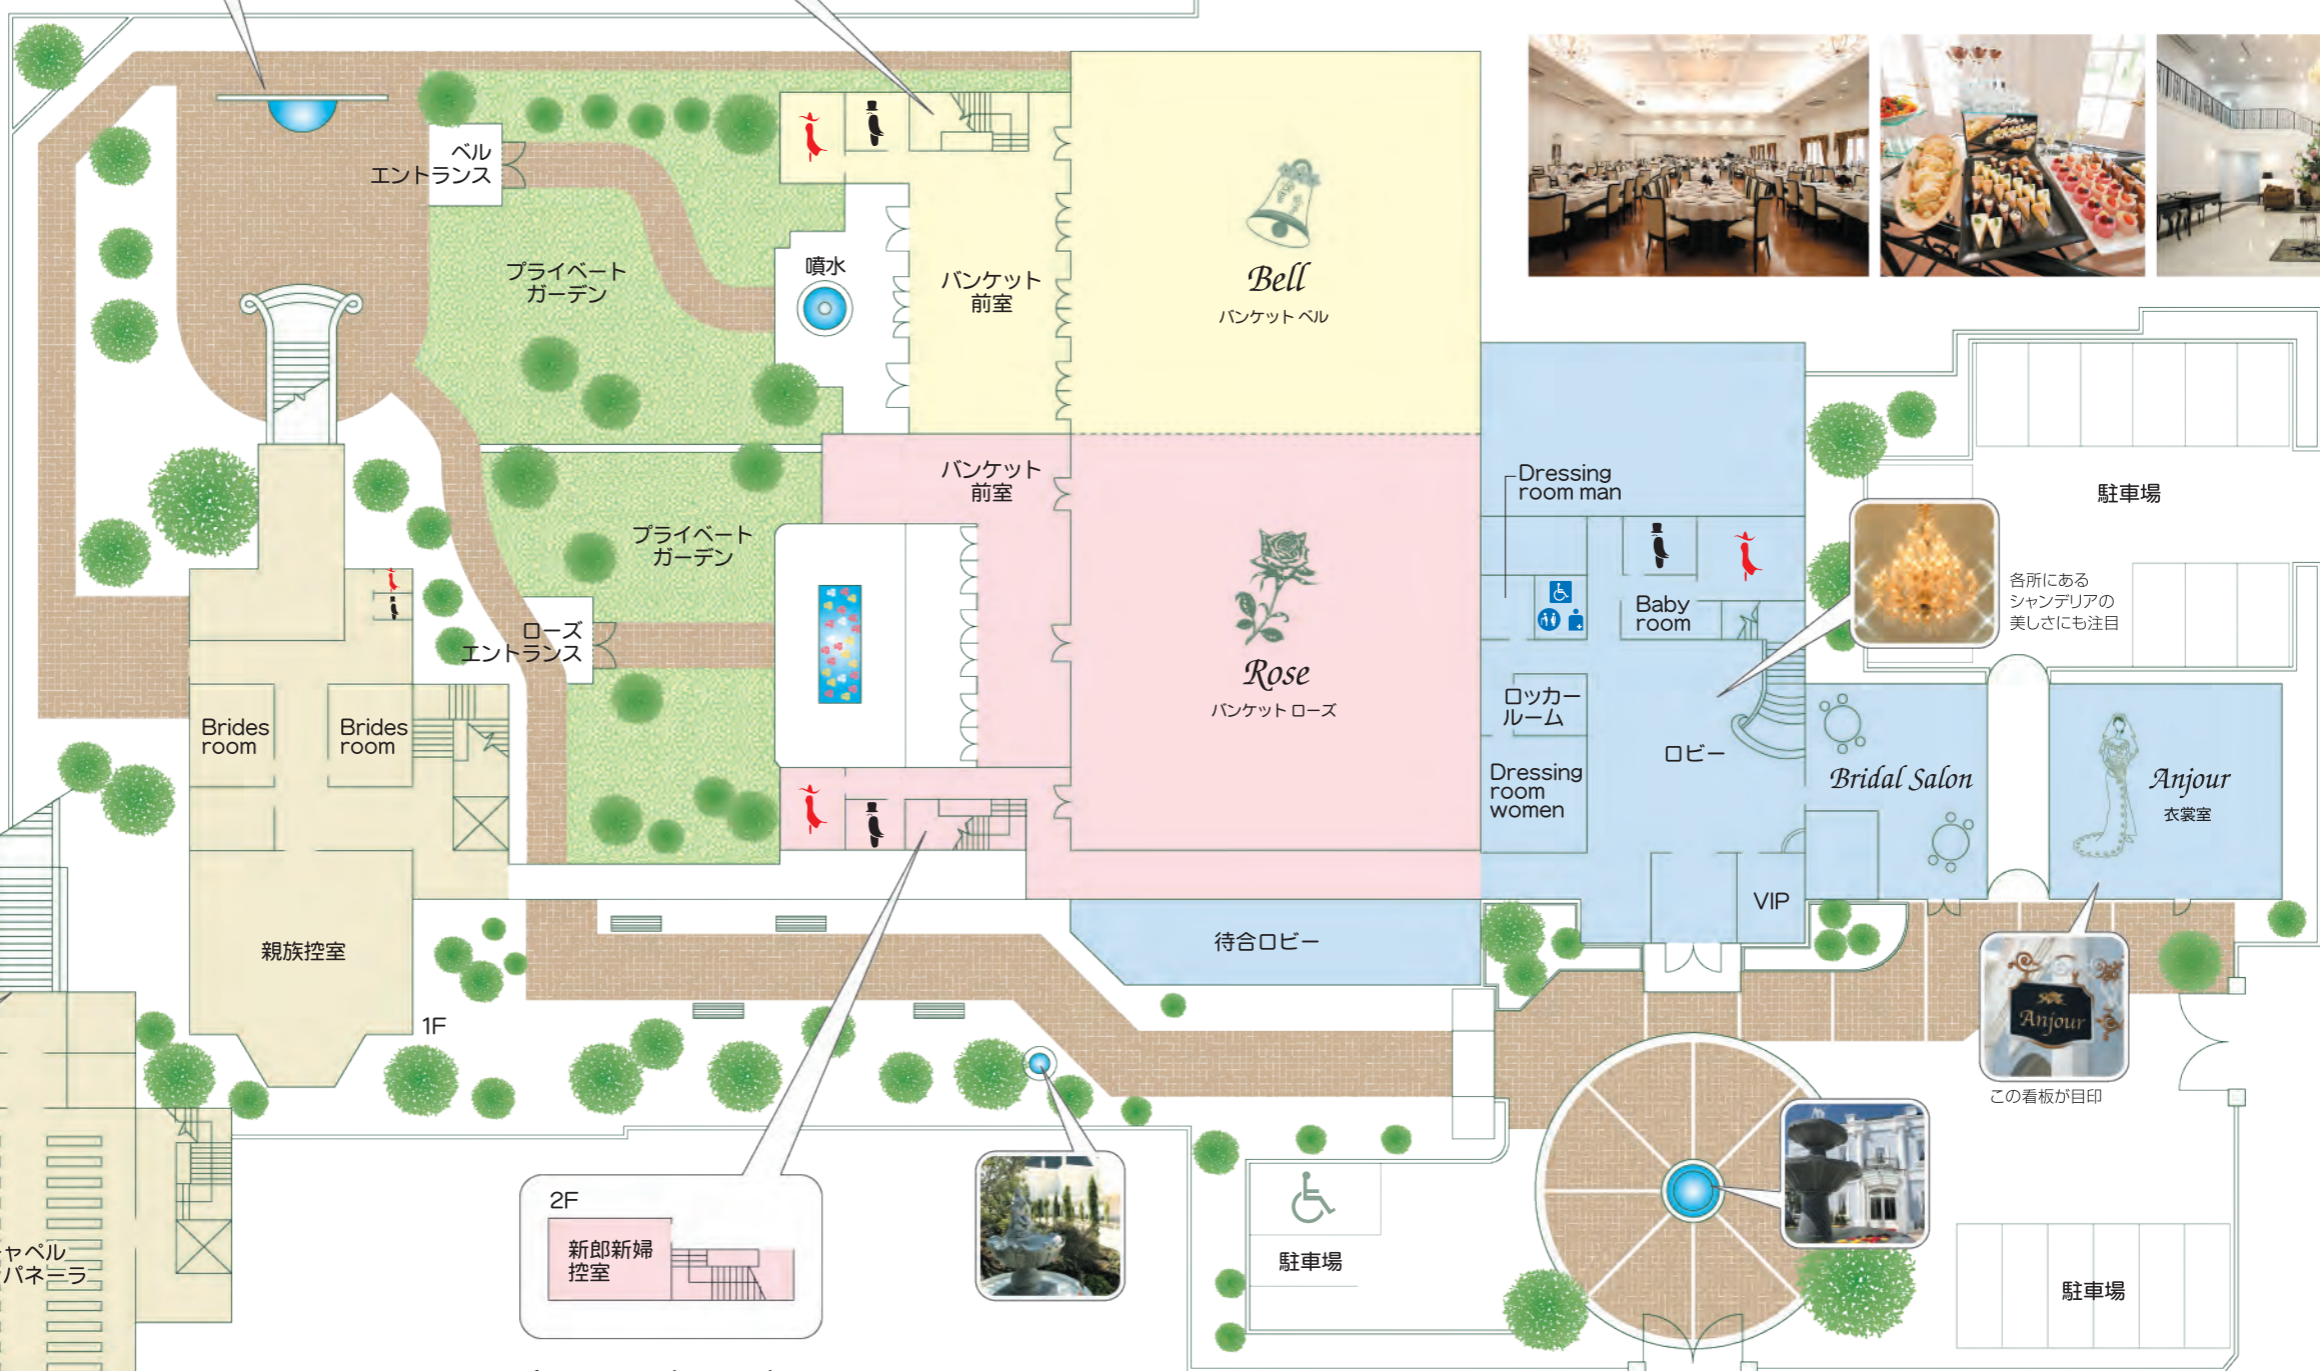 ベル
エントランス
プライベート
ガーデン
噴水
バンケット
前室
Bell
バンケット ベル
バンケット
前室
プライベート
ガーデン
ローズ
エントランス
Rose
バンケット ローズ
Dressing
room man
Baby
room
ロッカー
ルーム
Dressing
room
women
ロビー
VIP
駐車場
各所にある
シャンデリアの
美しさにも注目
Bridal Salon
Anjour
衣裳室
Anjour
この看板が目印
Brides
room
Brides
room
親族控室
1F
待合ロビー
2F
新郎新婦
控室
駐車場
駐車場
ャペル
パネーラ